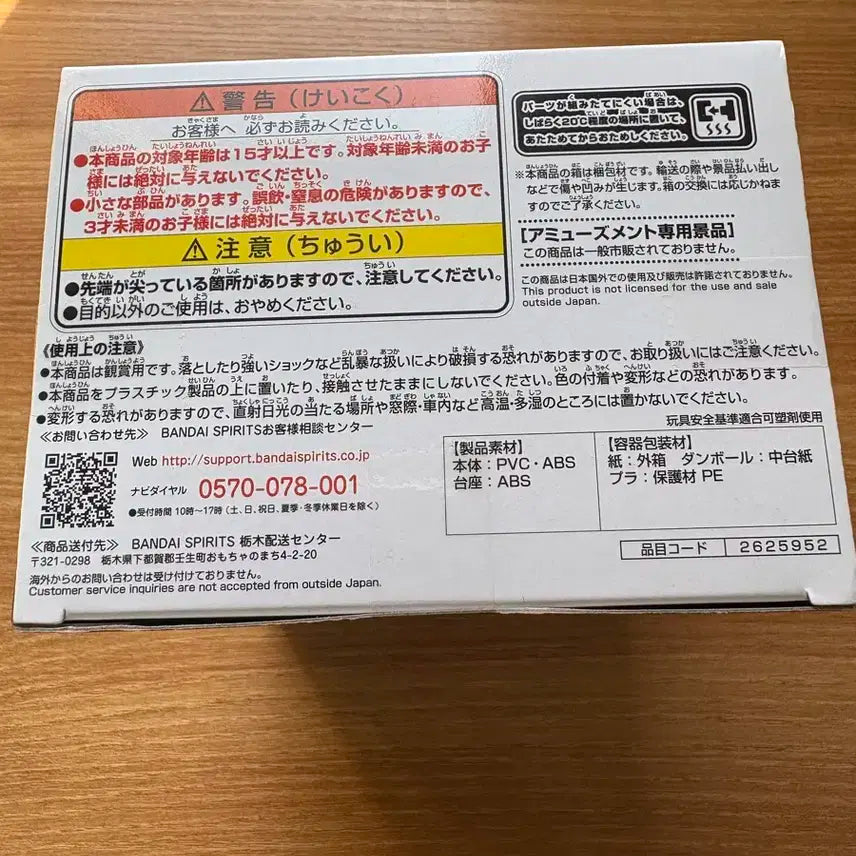 ⚠警告（けいこく）
お客様へ 必ずお読みください。
●本商品の対象年齢は15才以上です。対象年齢未満のお子
様には絶対に与えないでください。
●小さな部品があります。誤飲・窒息の危険がありますので、
3才未満のお子様には絶対に与えないでください。
⚠注意（ちゅうい）
●先端が尖っている箇所がありますので、注意してください。
●目的以外のご使用は、おやめください。
パーツが組みたてにくい場合は、
しばらく20℃程度の場所に置いて、
あたためてからおためしください。
※本商品の箱は梱包材です。輸送の際や景品払い出し
などで傷や凹みが生じます。箱の交換には応じかねま
すのでご了承ください。
［アミューズメント専用景品］
この商品は一般市販されておりません。
この商品は日本国外での使用及び販売は許諾されておりません。
This product is not licensed for the use and sale
outside Japan.
《使用上の注意》
●本商品は観賞用です。落としたり強いショックなど乱暴な扱いにより破損する恐れがありますので、お取り扱いにはご注意ください。
●本商品をプラスチック製品の上に置いたり、接触させたままにしないでください。色の付着や変形などの恐れがあります。
●変形する恐れがありますので、直射日光の当たる場所や窓際・車内など高温・多湿のところには置かないでください。
玩具安全基準適合可塑剤使用
≪お問い合わせ先≫ BANDAI SPIRITSお客様相談センター
Web http://support.bandaispirits.co.jp
ナビダイヤル 0570-078-001
●受付時間 10時～17時（土、日、祝日、夏季・冬季休業日を除く）
≪商品送付先≫ BANDAI SPIRITS 栃木配送センター
〒321-0298 栃木県下都賀郡壬生町おもちゃのまち4-2-20
海外からのお問い合わせは受け付けておりません。
Customer service inquiries are not accepted from outside Japan.
【製品素材】
本体：PVC・ABS
台座：ABS
【容器包装材】
紙：外箱 ダンボール：中台紙
プラ：保護材 PE
品目コード 2625952